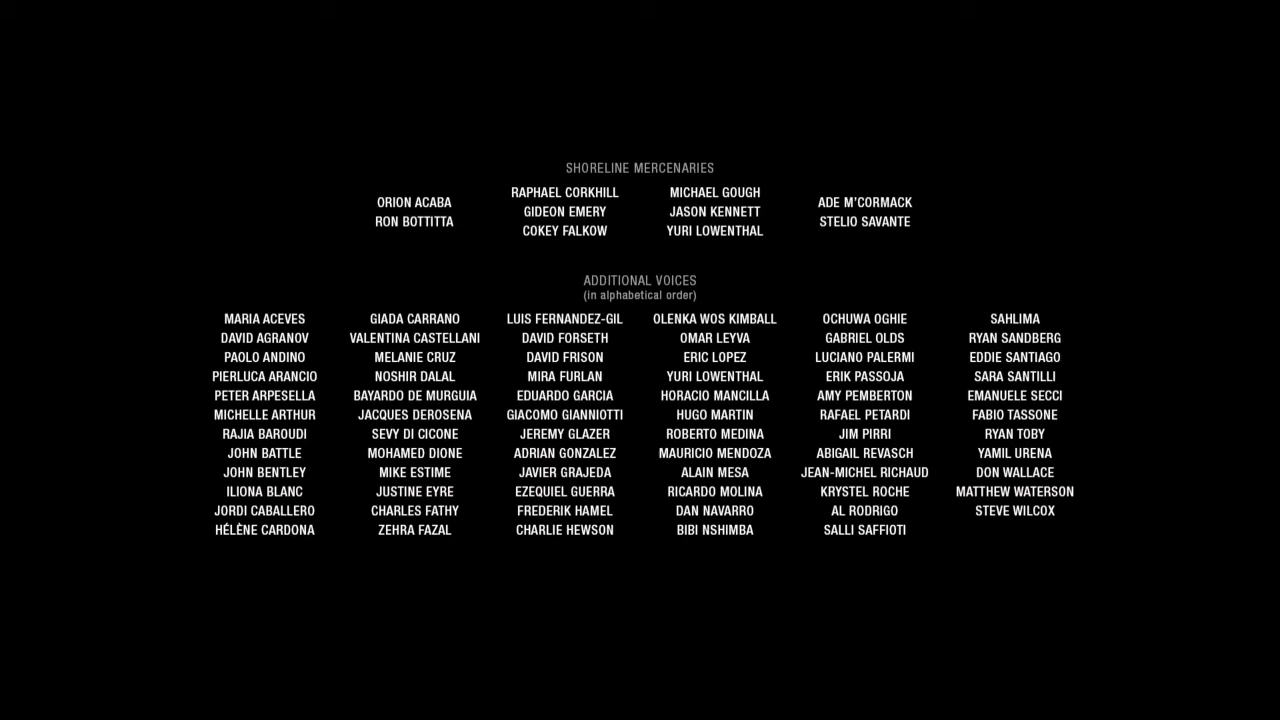 SHORELINE MERCENARIES
ORION ACABA
RON BOTTITTA
RAPHAEL CORKHILL
GIDEON EMERY
COKEY FALKOW
MICHAEL GOUGH
JASON KENNETT
YURI LOWENTHAL
ADE M'CORMACK
STELIO SAVANTE
ADDITIONAL VOICES
(in alphabetical order)
MARIA ACEVES
DAVID AGRANOV
PAOLO ANDINO
PIERLUCA ARANCIO
PETER ARPESELLA
MICHELLE ARTHUR
RAJIA BAROUDI
JOHN BATTLE
JOHN BENTLEY
ILIONA BLANC
JORDI CABALLERO
HÉLÈNE CARDONA
GIADA CARRANO
VALENTINA CASTELLANI
MELANIE CRUZ
NOSHIR DALAL
BAYARDO DE MURGUIA
JACQUES DEROSENA
SEVY DI CICONE
MOHAMED DIONE
MIKE ESTIME
JUSTINE EYRE
CHARLES FATHY
ZEHRA FAZAL
LUIS FERNANDEZ-GIL
DAVID FORSETH
DAVID FRISON
MIRA FURLAN
EDUARDO GARCIA
GIACOMO GIANNIOTTI
JEREMY GLAZER
ADRIAN GONZALEZ
JAVIER GRAJEDA
EZEQUIEL GUERRA
FREDERIK HAMEL
CHARLIE HEWSON
OLENKA WOS KIMBALL
OMAR LEYVA
ERIC LOPEZ
YURI LOWENTHAL
HORACIO MANCILLA
HUGO MARTIN
ROBERTO MEDINA
MAURICIO MENDOZA
ALAIN MESA
RICARDO MOLINA
DAN NAVARRO
BIBI NSHIMBA
OCHUWA OGHIE
GABRIEL OLDS
LUCIANO PALERMI
ERIK PASSOJA
AMY PEMBERTON
RAFAEL PETARDI
JIM PIRRI
ABIGAIL REVASCH
JEAN-MICHEL RICHAUD
KRYSTEL ROCHE
AL RODRIGO
SALLI SAFFIOTI
SAHLIMA
RYAN SANDBERG
EDDIE SANTIAGO
SARA SANTILLI
EMANUELE SECCI
FABIO TASSONE
RYAN TOBY
YAMIL URENA
DON WALLACE
MATTHEW WATERSON
STEVE WILCOX